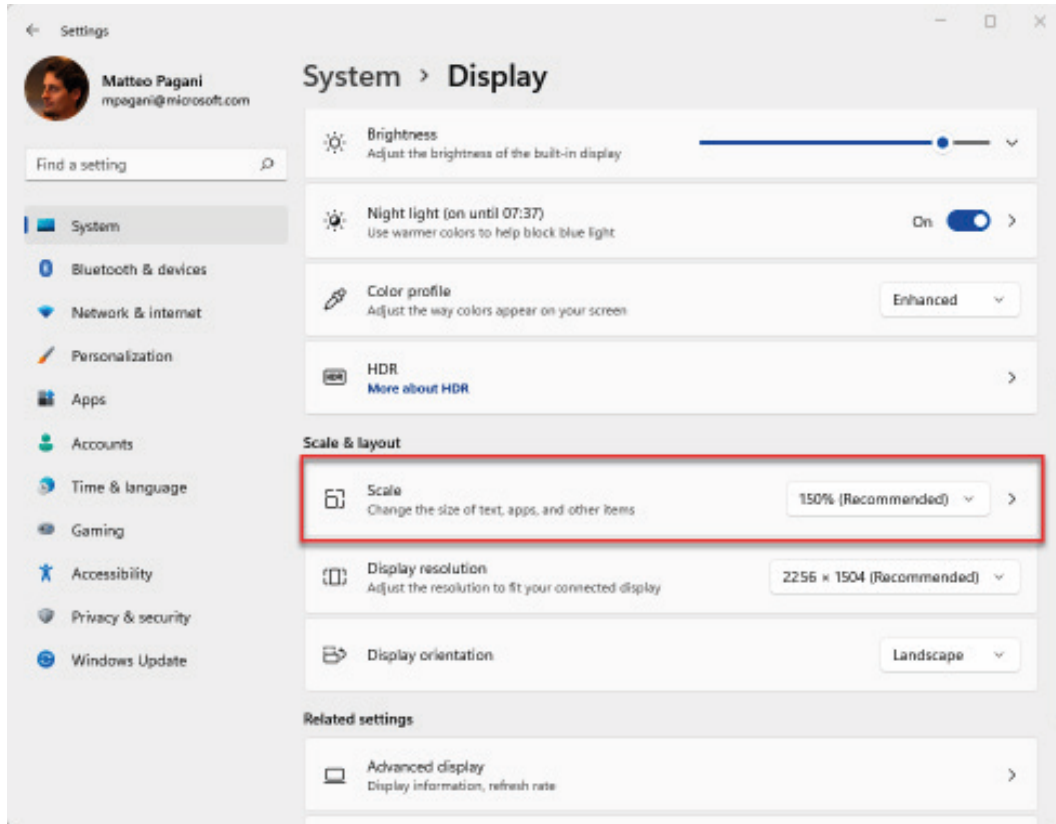 Settings
Matteo Pagani
mpagani@microsoft.com
Find a setting
System
Bluetooth & devices
Network & internet
Personalization
Apps
Accounts
Time & language
Gaming
Accessibility
Privacy & security
Windows Update
System > Display
Brightness
Adjust the brightness of the built-in display
Night light (on until 07:37)
Use warmer colors to help block blue light
On
Color profile
Adjust the way colors appear on your screen
Enhanced
HDR
HDR
More about HDR
Scale & layout
Scale
Change the size of text, apps, and other items
150% (Recommended)
Display resolution
Adjust the resolution to fit your connected display
2256 × 1504 (Recommended)
Display orientation
Landscape
Related settings
Advanced display
Display information, refresh rate